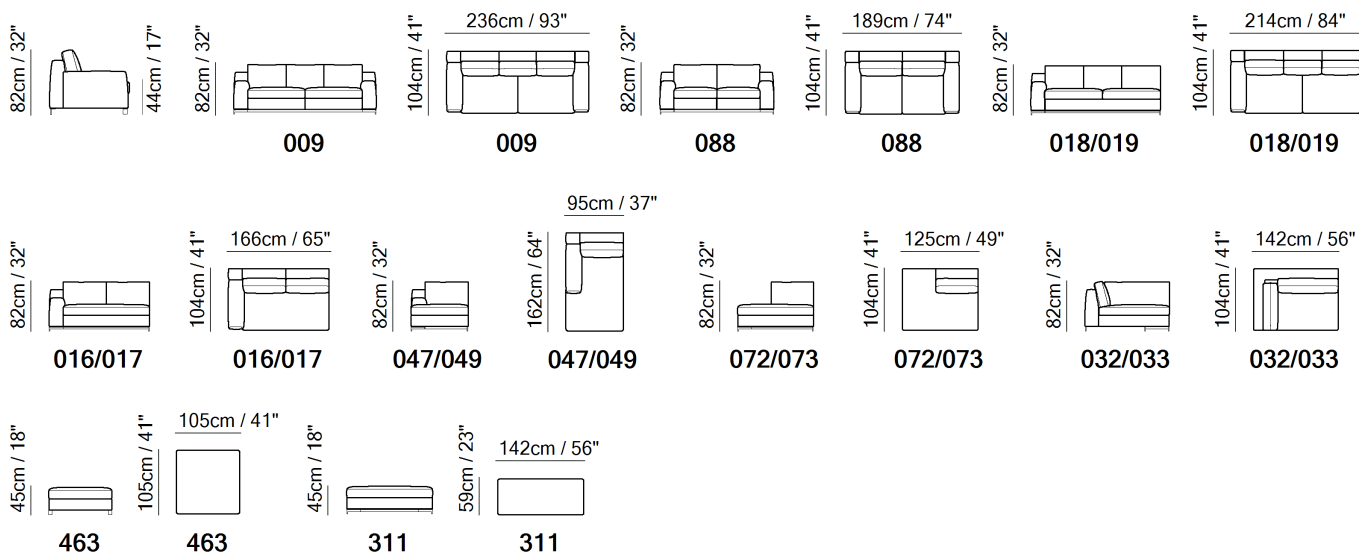 82cm / 32"
44cm / 17"
82cm / 32"
104cm / 41"
236cm / 93"
82cm / 32"
104cm / 41"
189cm / 74"
82cm / 32"
104cm / 41"
214cm / 84"
009
009
088
088
018/019
018/019
82cm / 32"
104cm / 41"
166cm / 65"
82cm / 32"
162cm / 64"
95cm / 37"
82cm / 32"
104cm / 41"
125cm / 49"
82cm / 32"
104cm / 41"
142cm / 56"
016/017
016/017
047/049
047/049
072/073
072/073
032/033
032/033
45cm / 18"
105cm / 41"
105cm / 41"
45cm / 18"
59cm / 23"
142cm / 56"
463
463
311
311